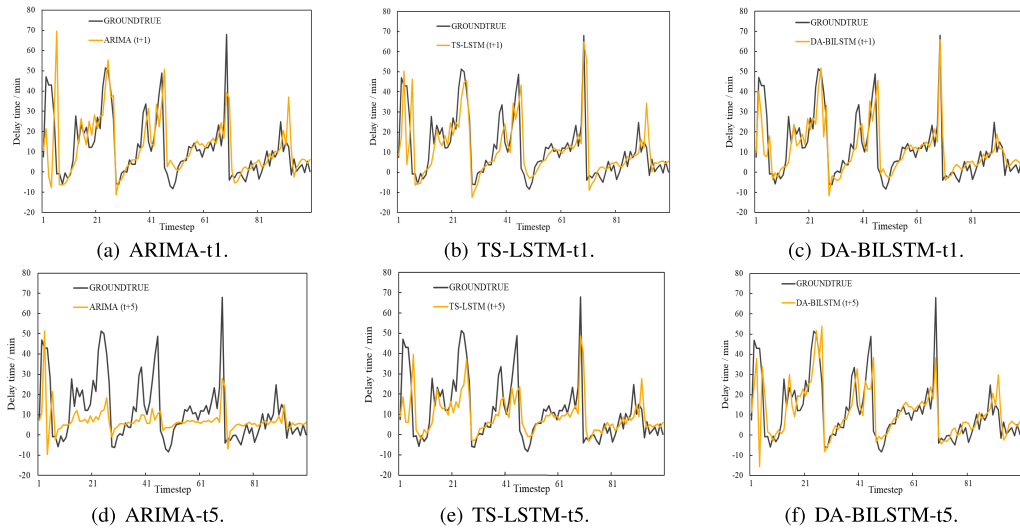 80
70
60
50
40
30
20
10
0
-10
-20
Delay time / min
GROUNDTRUE
ARIMA (t+1)
1 21 41 61 81
Timestep
(a) ARIMA-t1.
80
70
60
50
40
30
20
10
0
-10
-20
Delay time / min
GROUNDTRUE
TS-LSTM (t+1)
1 21 41 61 81
Timestep
(b) TS-LSTM-t1.
80
70
60
50
40
30
20
10
0
-10
-20
Delay time / min
GROUNDTRUE
DA-BILSTM (t+1)
1 21 41 61 81
Timestep
(c) DA-BILSTM-t1.
80
70
60
50
40
30
20
10
0
-10
-20
Delay time / min
GROUNDTRUE
ARIMA (t+5)
1 21 41 61 81
Timestep
(d) ARIMA-t5.
80
70
60
50
40
30
20
10
0
-10
-20
Delay time / min
GROUNDTRUE
TS-LSTM (t+5)
1 21 41 61 81
Timestep
(e) TS-LSTM-t5.
80
70
60
50
40
30
20
10
0
-10
-20
Delay time / min
GROUNDTRUE
DA-BILSTM (t+5)
1 21 41 61 81
Timestep
(f) DA-BILSTM-t5.